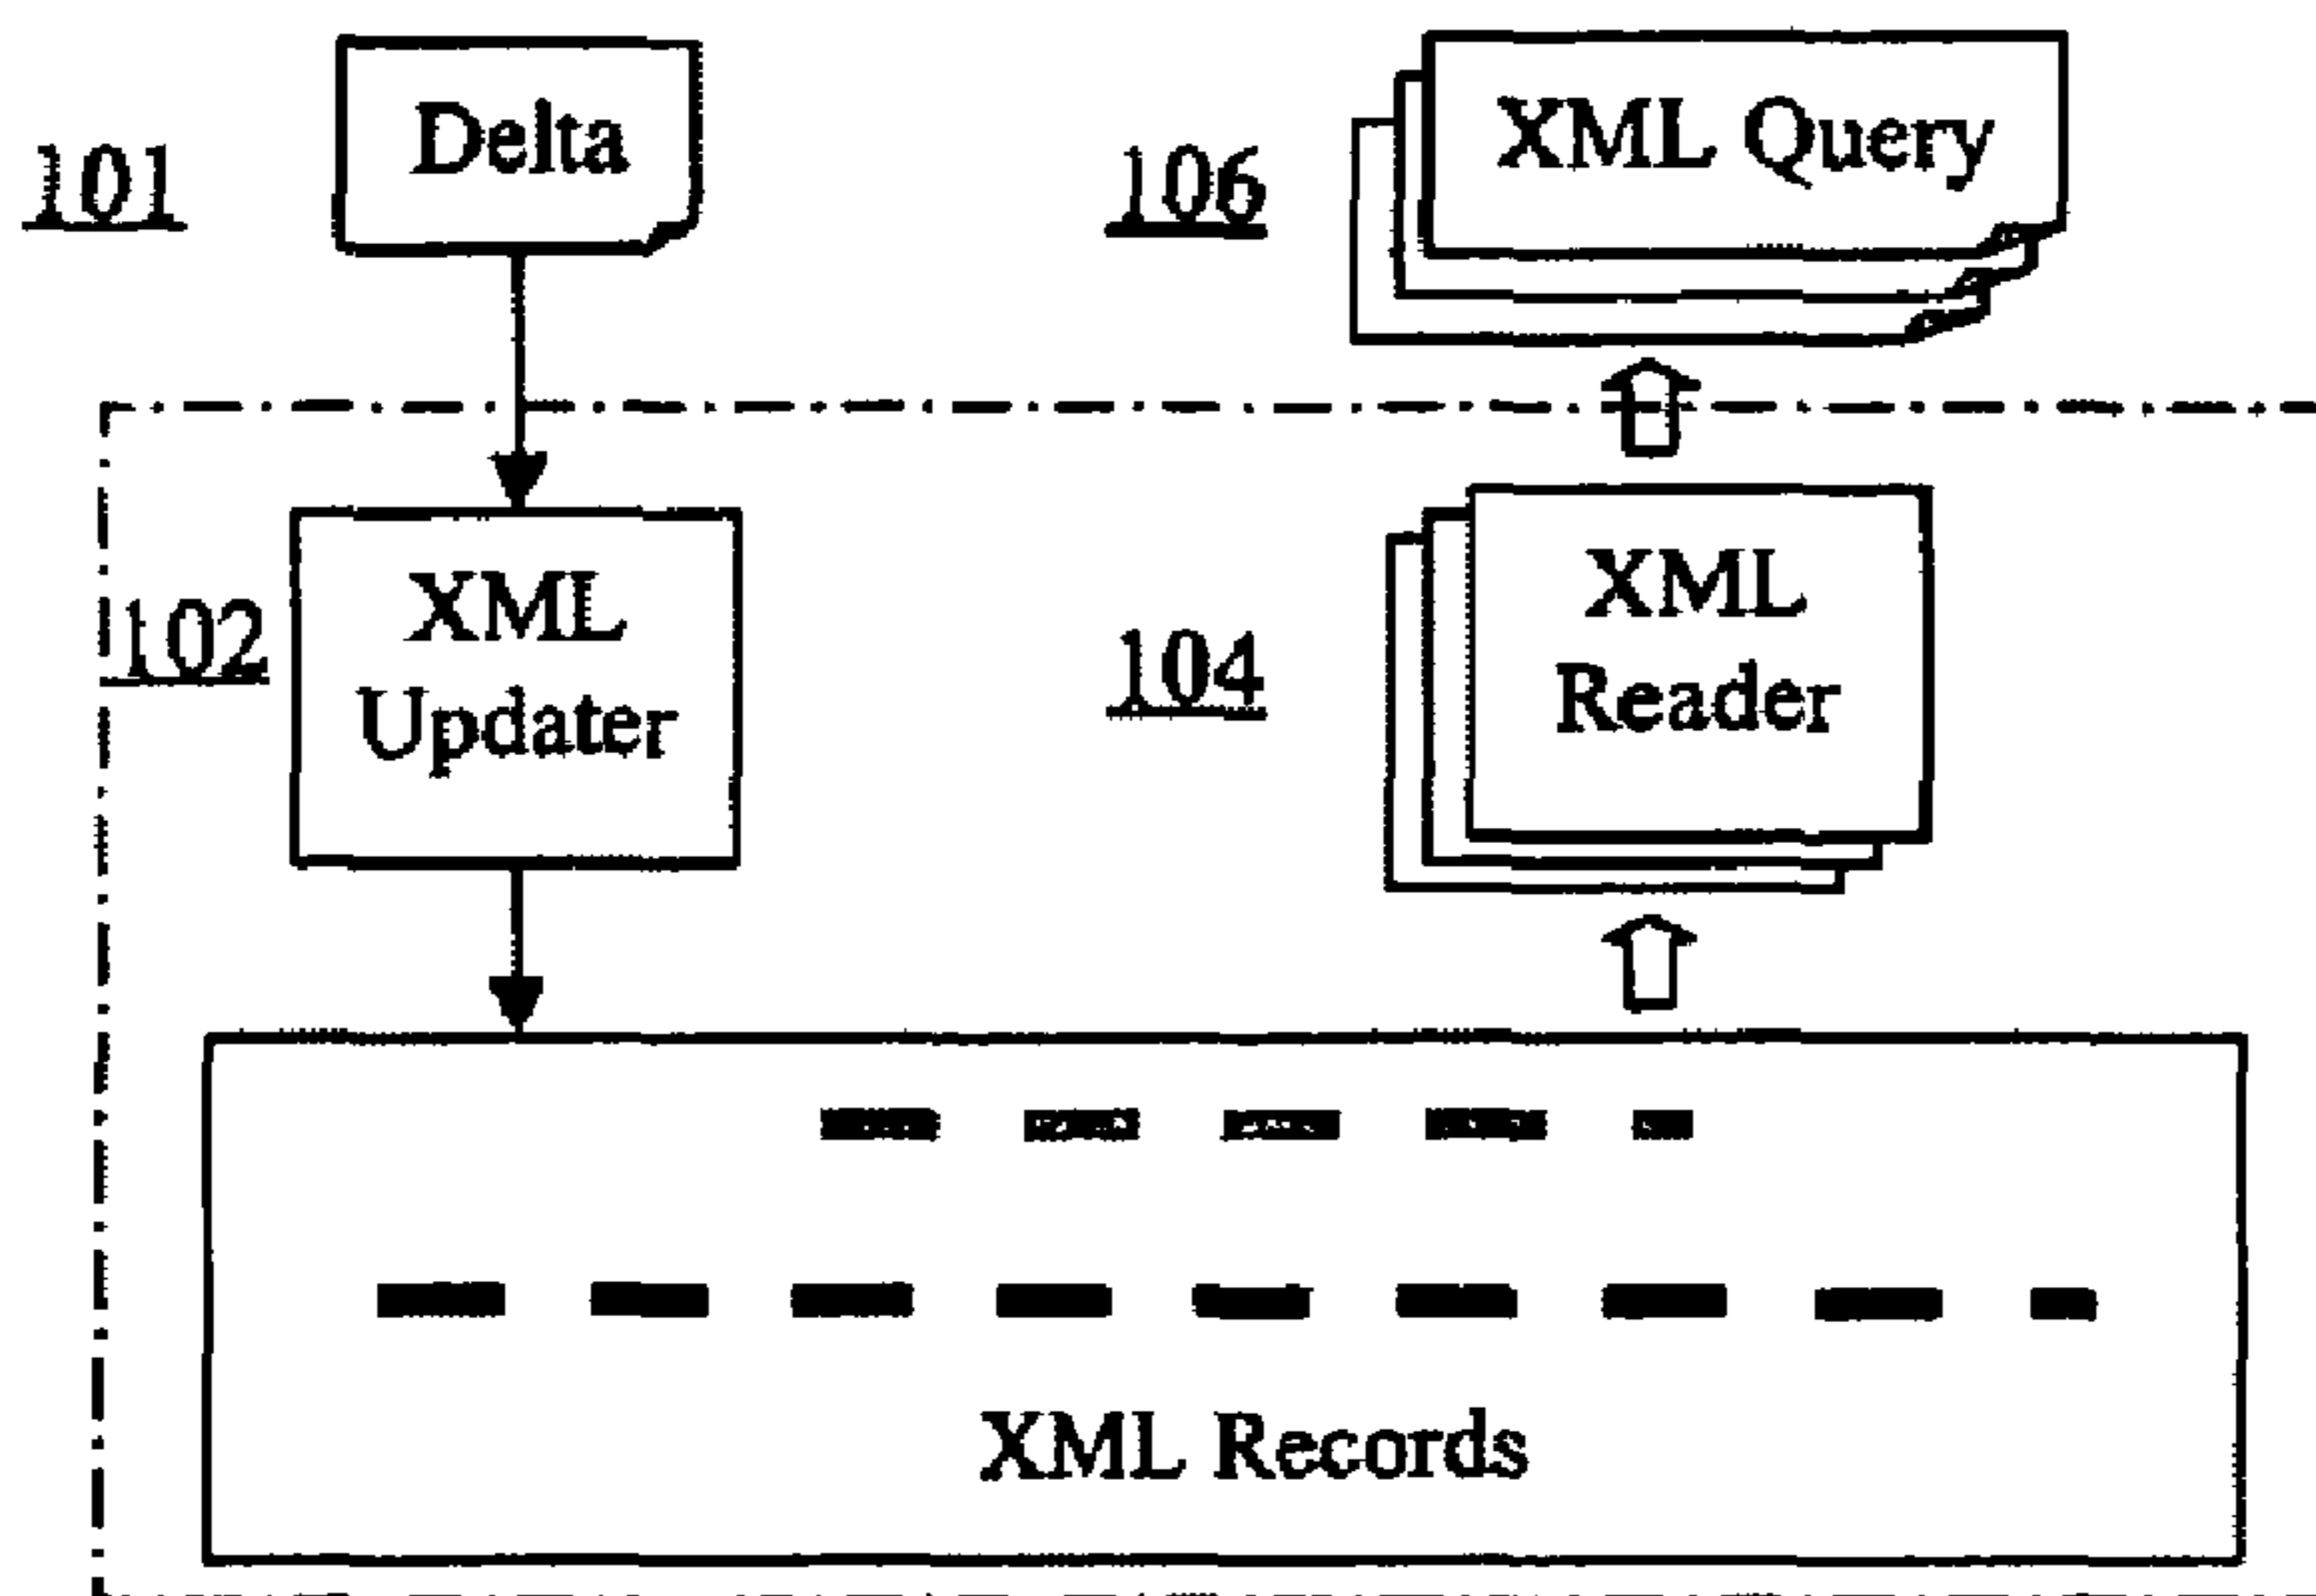 101
Delta
106
XML Query
102
XML
Updater
104
XML
Reader
XML Records